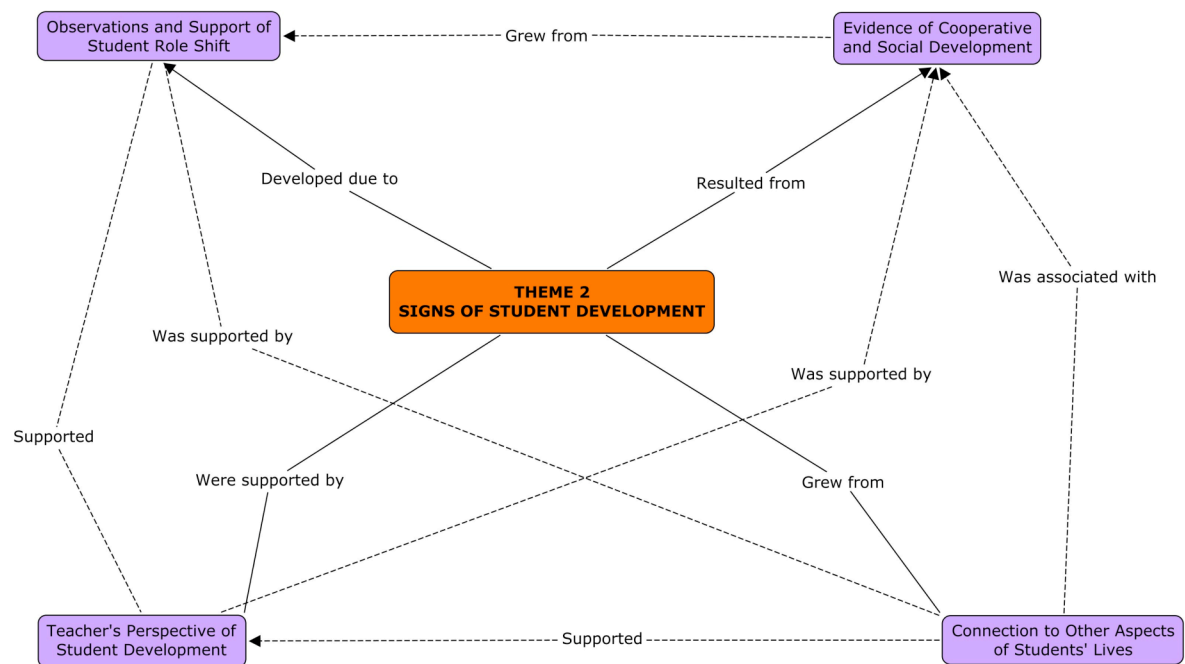 Observations and Support of
Student Role Shift
Grew from
Evidence of Cooperative
and Social Development
Developed due to
Resulted from
THEME 2
SIGNS OF STUDENT DEVELOPMENT
Was associated with
Was supported by
Was supported by
Supported
Were supported by
Grew from
Teacher's Perspective of
Student Development
Supported
Connection to Other Aspects
of Students' Lives